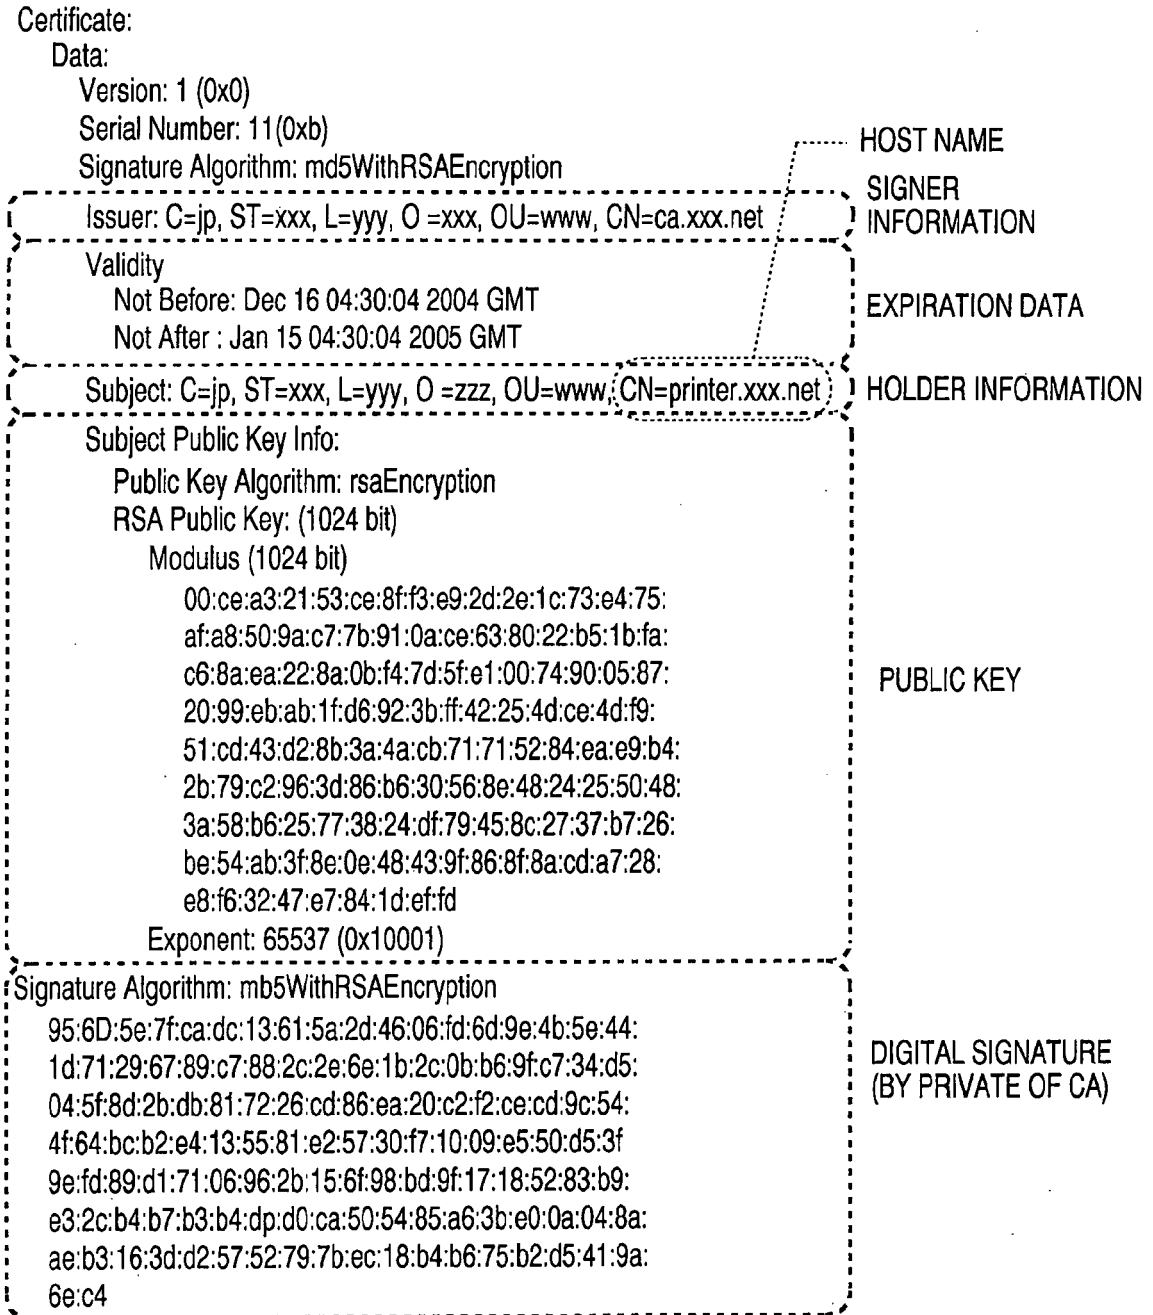 Certificate:
Data:
Version: 1 (0x0)
Serial Number: 11(0xb)
Signature Algorithm: md5WithRSAEncryption
HOST NAME
Issuer: C=jp, ST=xxx, L=yyy, O =xxx, OU=www, CN=ca.xxx.net
SIGNER
INFORMATION
Validity
Not Before: Dec 16 04:30:04 2004 GMT
Not After : Jan 15 04:30:04 2005 GMT
EXPIRATION DATA
Subject: C=jp, ST=xxx, L=yyy, O =zzz, OU=www, CN=printer.xxx.net
HOLDER INFORMATION
Subject Public Key Info:
Public Key Algorithm: rsaEncryption
RSA Public Key: (1024 bit)
Modulus (1024 bit)
00:ce:a3:21:53:ce:8f:f3:e9:2d:2e:1c:73:e4:75:
af:a8:50:9a:c7:7b:91:0a:ce:63:80:22:b5:1b:fa:
c6:8a:ea:22:8a:0b:f4:7d:5f:e1:00:74:90:05:87:
20:99:eb:ab:1f:d6:92:3b:ff:42:25:4d:ce:4d:f9:
51:cd:43:d2:8b:3a:4a:cb:71:71:52:84:ea:e9:b4:
2b:79:c2:96:3d:86:b6:30:56:8e:48:24:25:50:48:
3a:58:b6:25:77:38:24:df:79:45:8c:27:37:b7:26:
be:54:ab:3f:8e:0e:48:43:9f:86:8f:8a:cd:a7:28:
e8:f6:32:47:e7:84:1d:ef:fd
Exponent: 65537 (0x10001)
PUBLIC KEY
Signature Algorithm: mb5WithRSAEncryption
95:6D:5e:7f:ca:dc:13:61:5a:2d:46:06:fd:6d:9e:4b:5e:44:
1d:71:29:67:89:c7:88:2c:2e:6e:1b:2c:0b:b6:9f:c7:34:d5:
04:5f:8d:2b:db:81:72:26:cd:86:ea:20:c2:f2:ce:cd:9c:54:
4f:64:bc:b2:e4:13:55:81:e2:57:30:f7:10:09:e5:50:d5:3f
9e:fd:89:d1:71:06:96:2b:15:6f:98:bd:9f:17:18:52:83:b9:
e3:2c:b4:b7:b3:b4:dp:d0:ca:50:54:85:a6:3b:e0:0a:04:8a:
ae:b3:16:3d:d2:57:52:79:7b:ec:18:b4:b6:75:b2:d5:41:9a:
6e:c4
DIGITAL SIGNATURE
(BY PRIVATE OF CA)